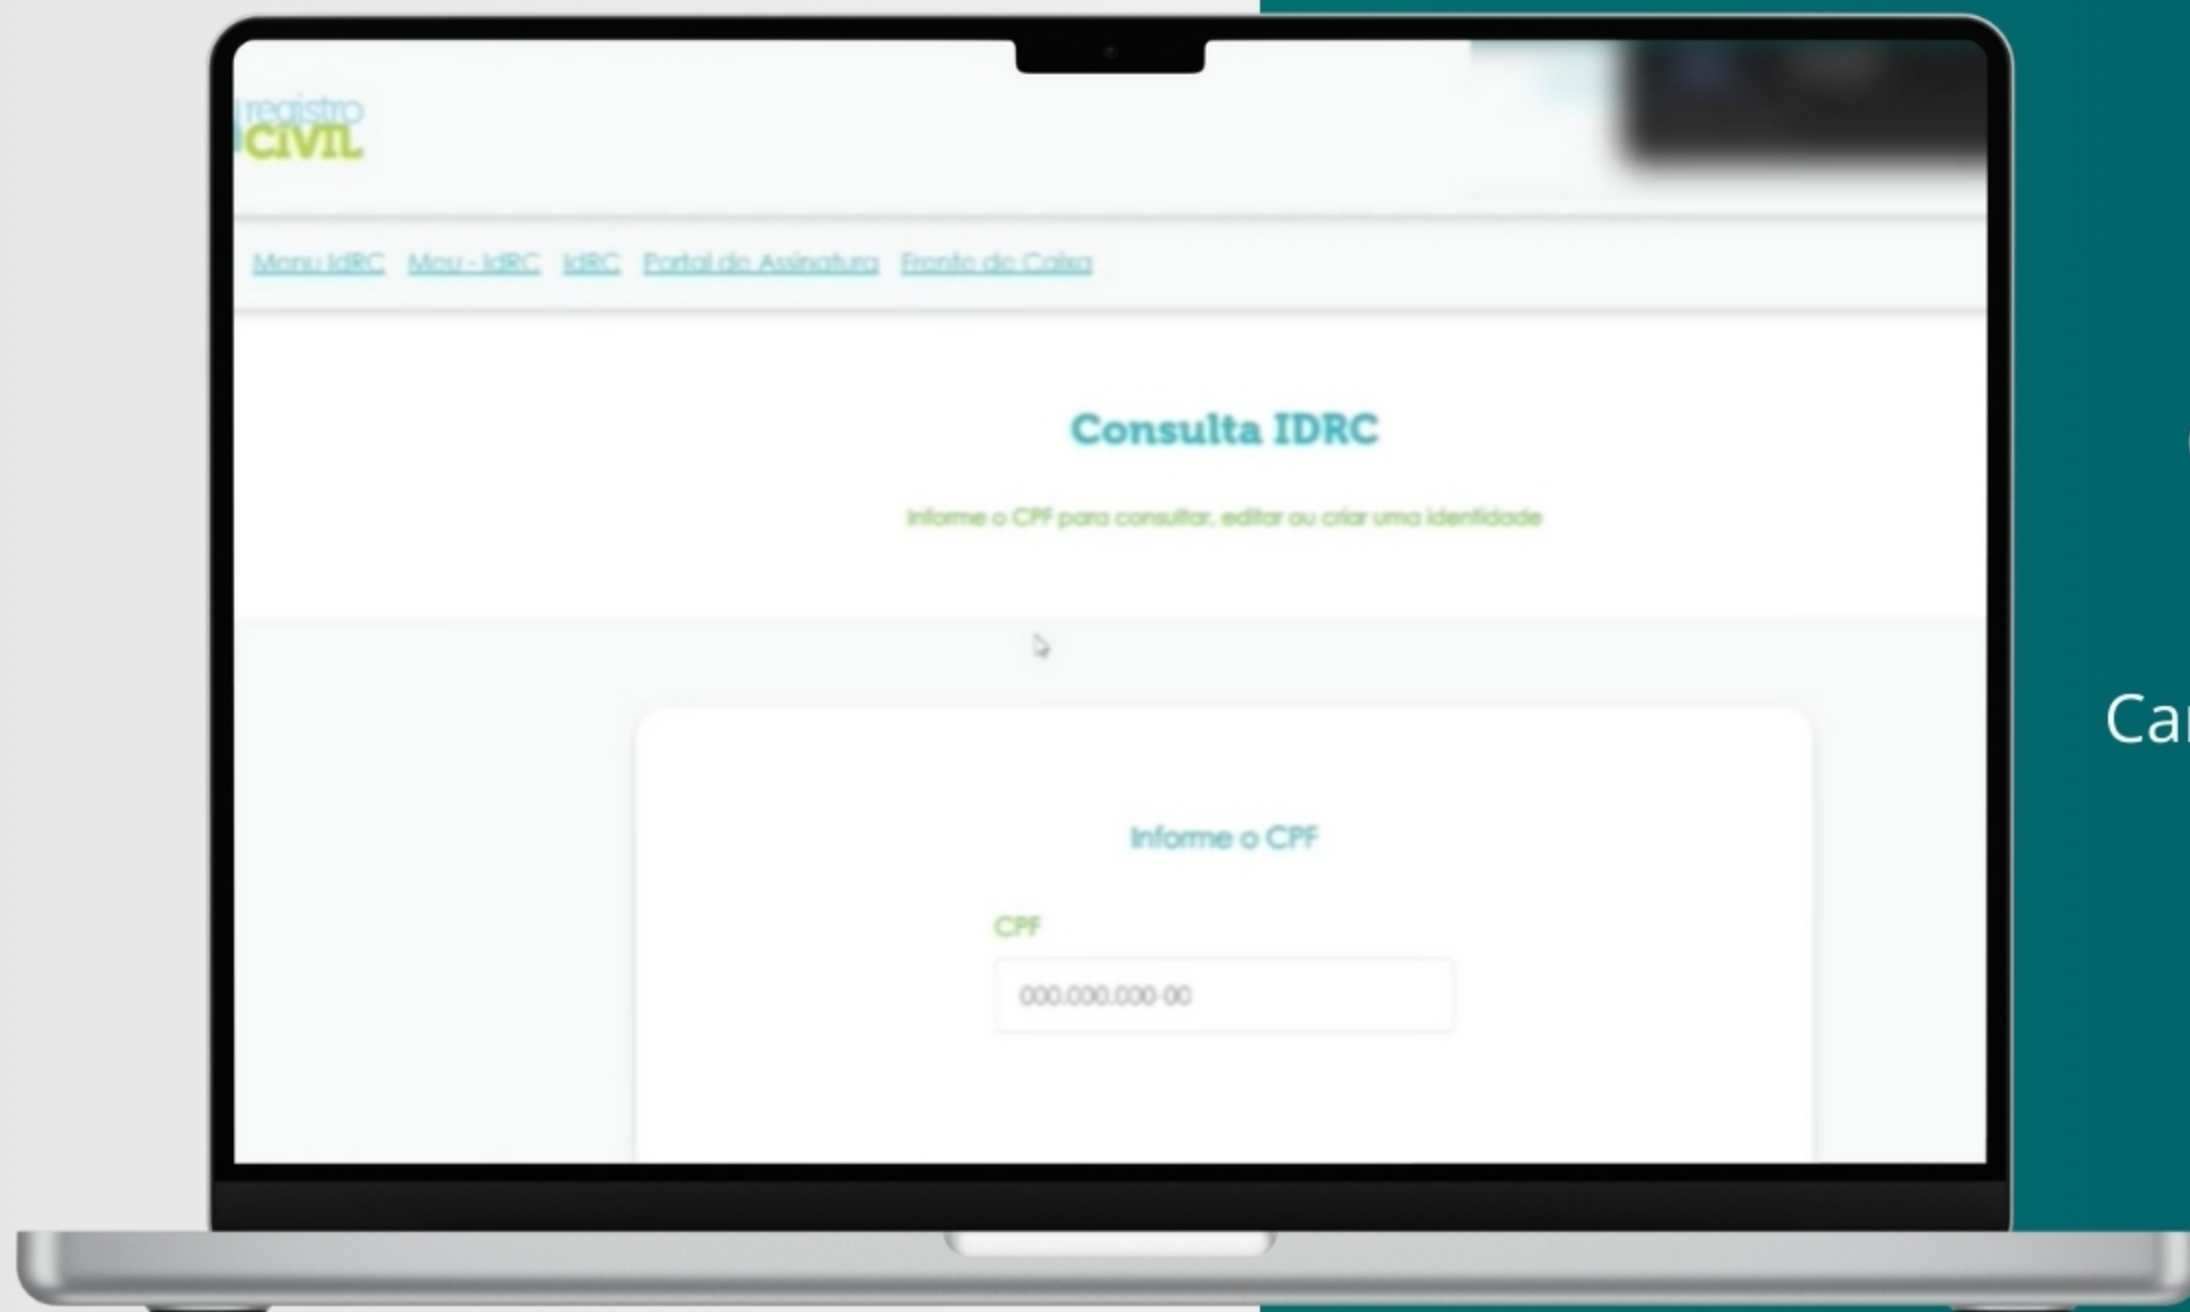 registro
CIVIL
Menu IdRC Meu - IdRC IdRC Portal de Assinatura Frente de Caixa
Consulta IDRC
Informe o CPF para consultar, editar ou criar uma identidade
Informe o CPF
CPF
000.000.000-00